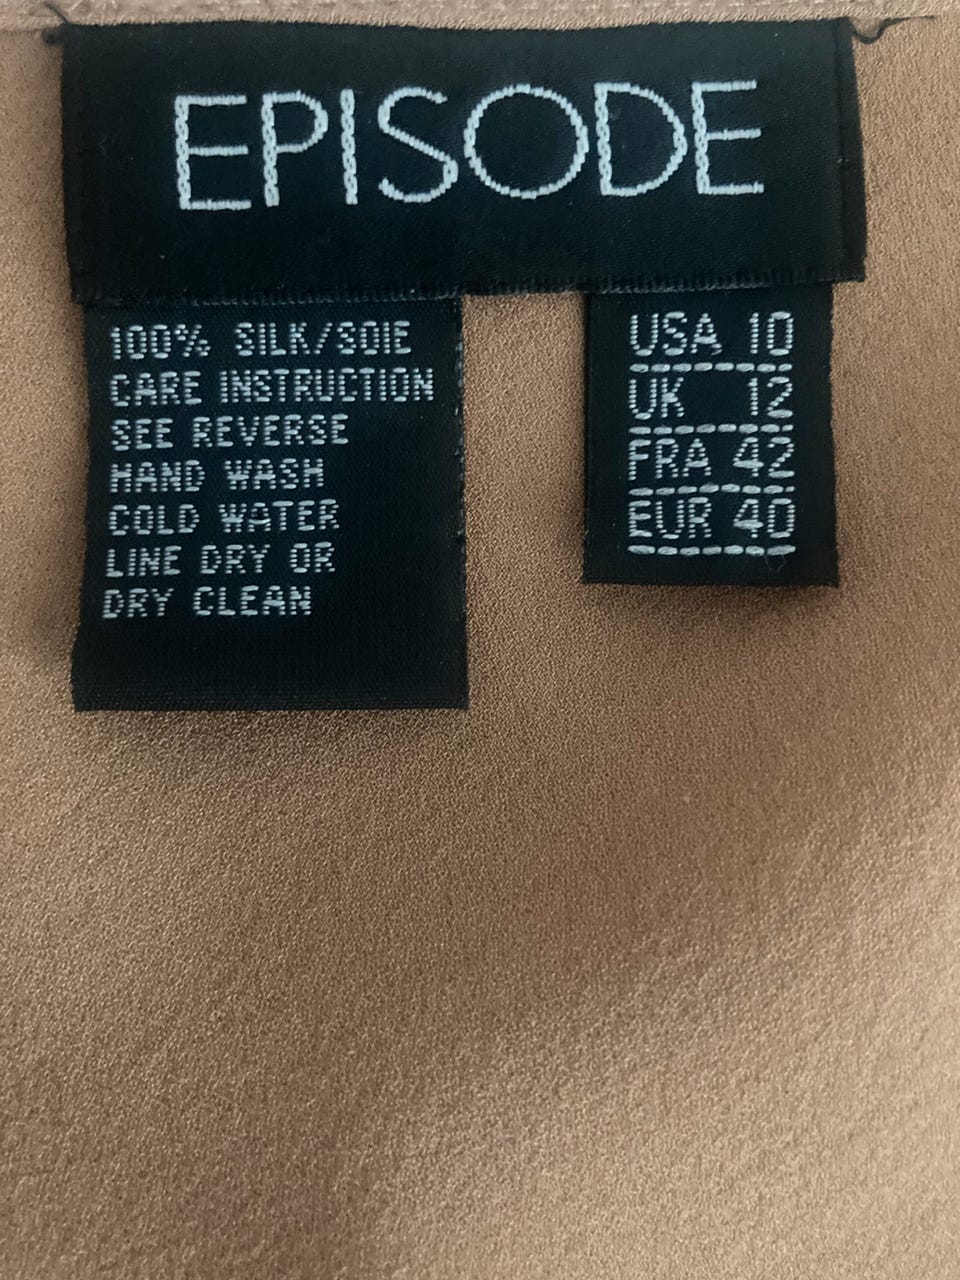 EPISODE
100% SILK/SOIE
CARE INSTRUCTION
SEE REVERSE
HAND WASH
COLD WATER
LINE DRY OR
DRY CLEAN
USA 10
UK 12
FRA 42
EUR 40